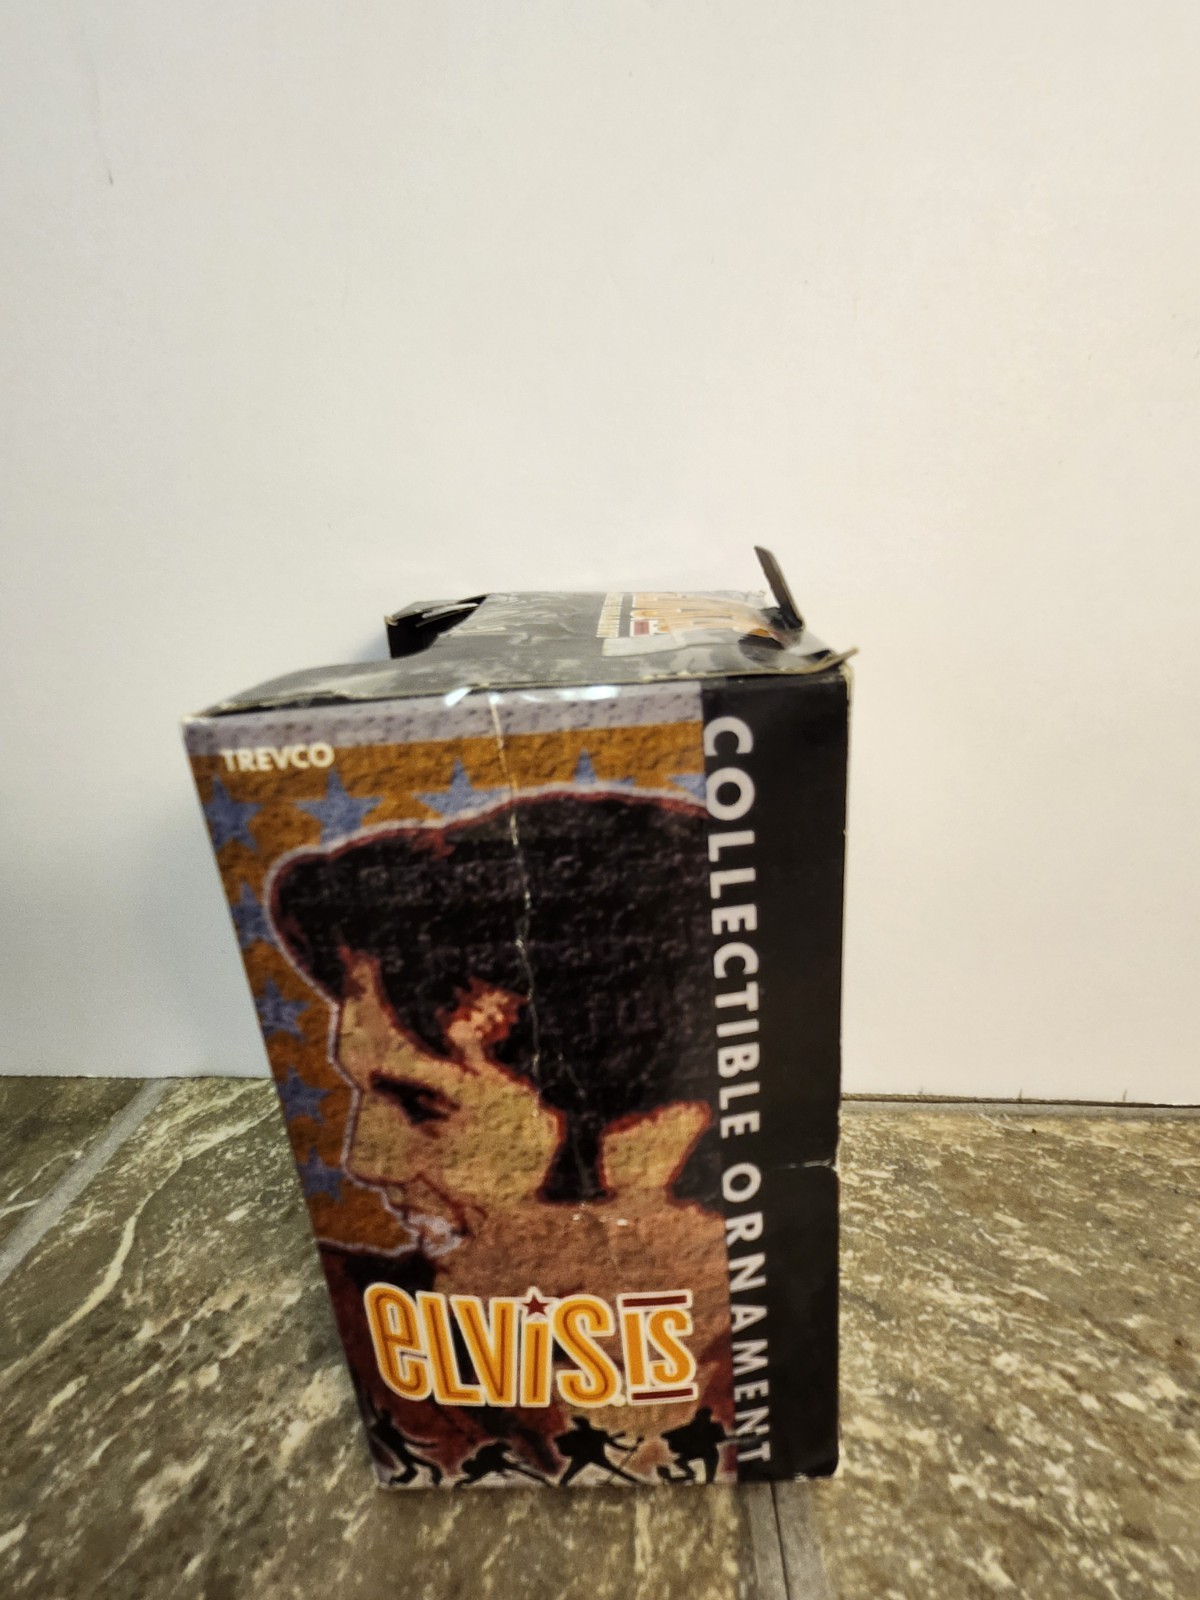 TREVCO
COLLECTIBLE ORNAMENT
eLViS IS